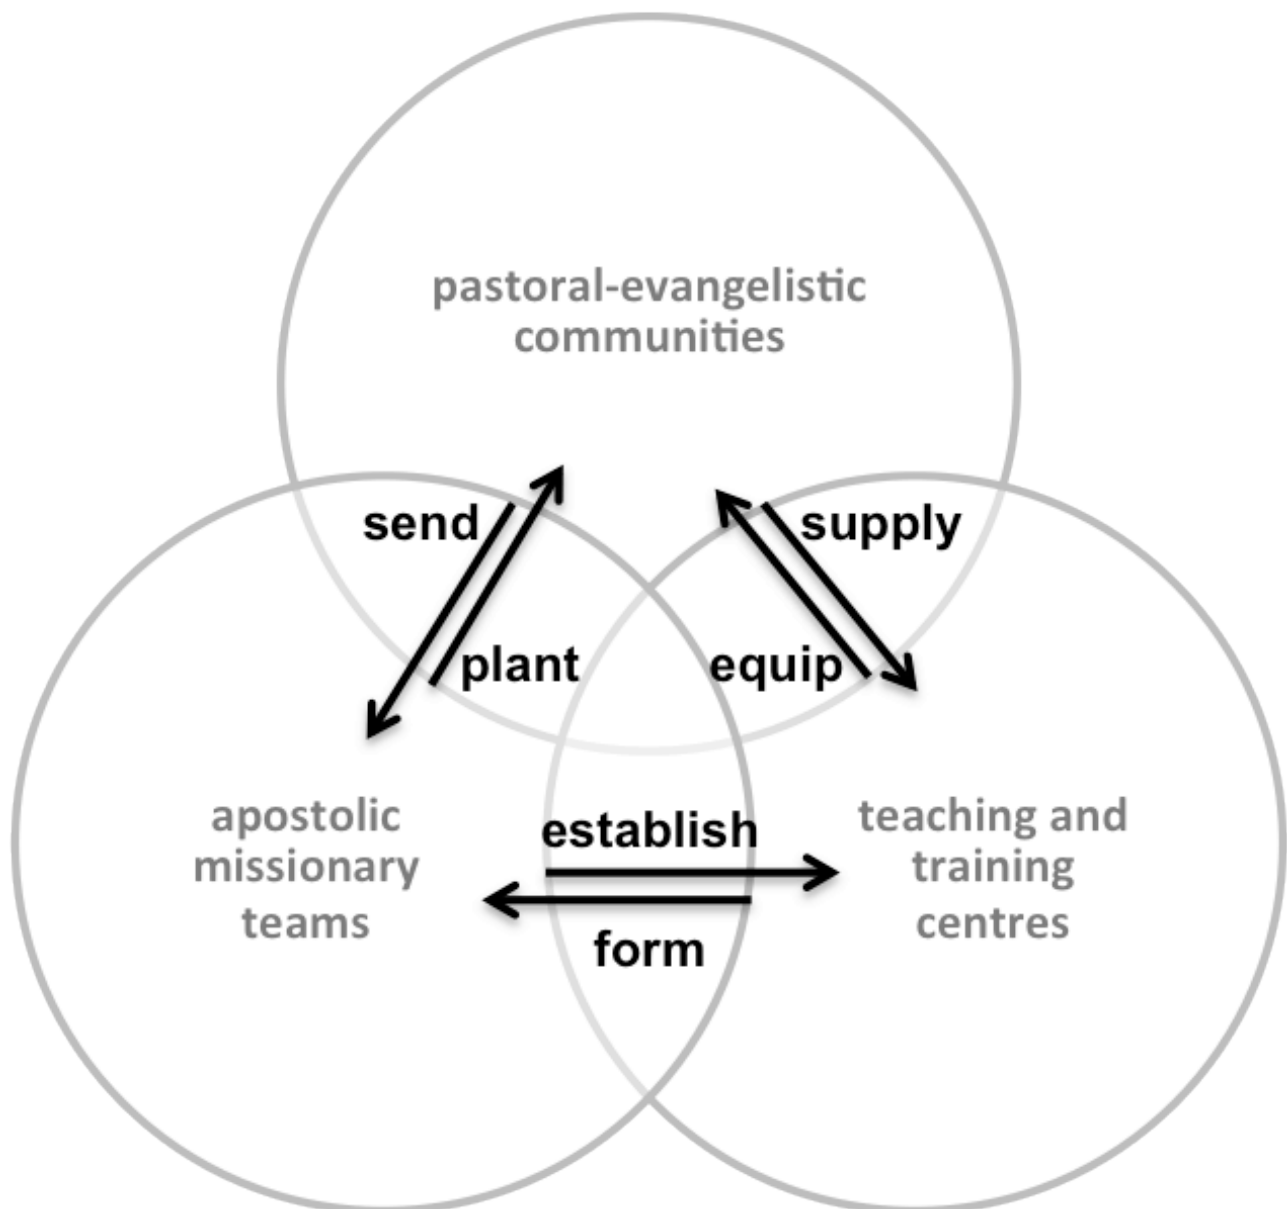 pastoral-evangelistic
communities
send
supply
plant
equip
apostolic
missionary
teams
establish
form
teaching and
training
centres